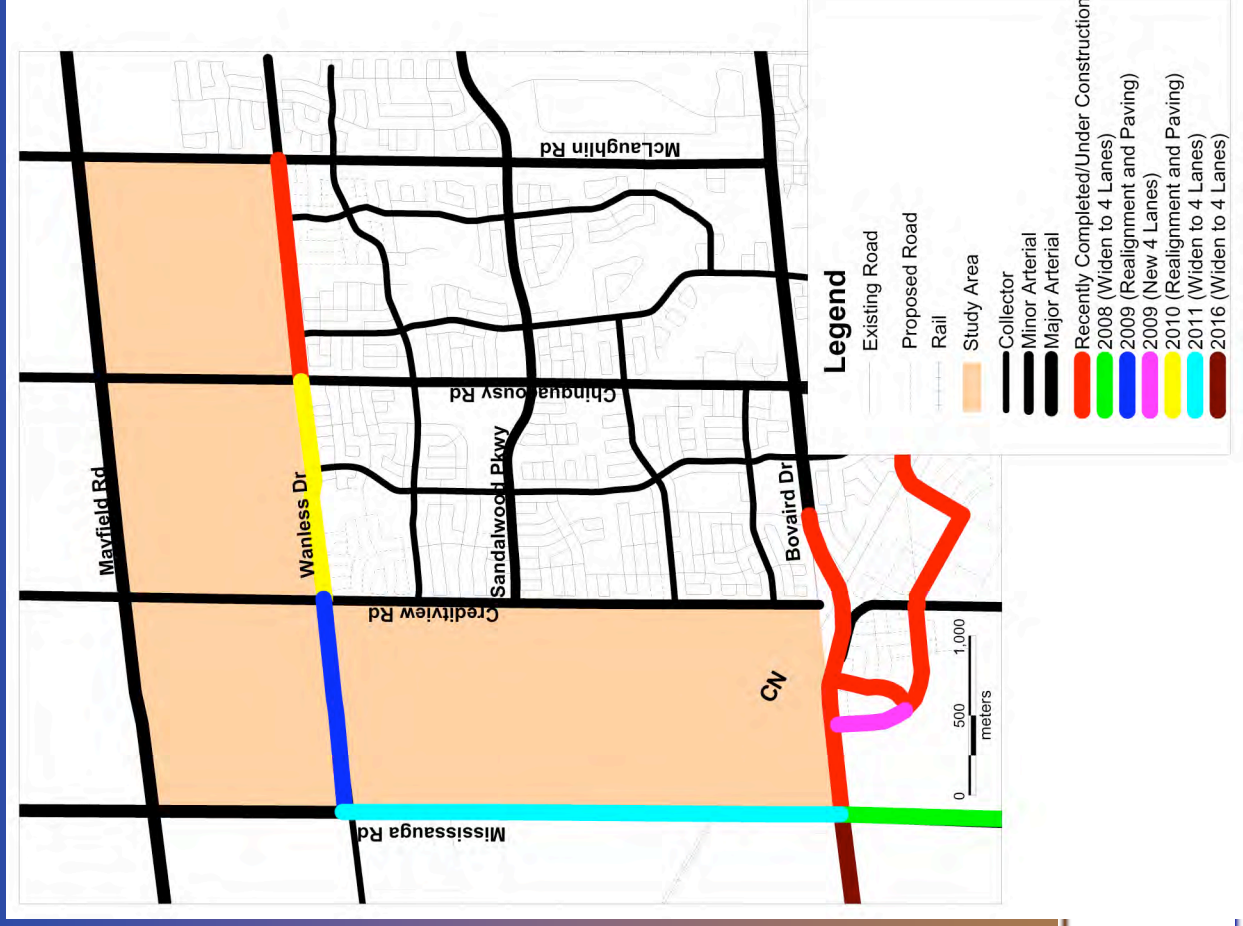 Mayfield Rd
Wanless Dr
Sandalwood Pkwy
Bovaird Dr
McLaughlin Rd
Chinguacousy Rd
Creditview Rd
Mississauga Rd
CN
0 500 1,000
meters
Legend
Existing Road
Proposed Road
Rail
Study Area
Collector
Minor Arterial
Major Arterial
Recently Completed/Under Construction
2008 (Widen to 4 Lanes)
2009 (Realignment and Paving)
2009 (New 4 Lanes)
2010 (Realignment and Paving)
2011 (Widen to 4 Lanes)
2016 (Widen to 4 Lanes)